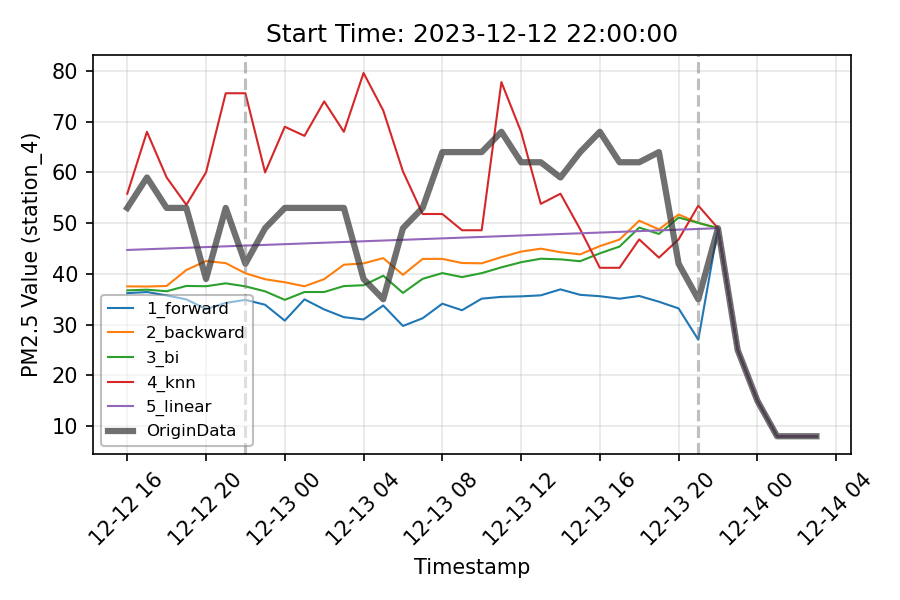 Start Time: 2023-12-12 22:00:00
PM2.5 Value (station_4)
80
70
60
50
40
30
20
10
1_forward
2_backward
3_bi
4_knn
5_linear
OriginData
12-12 16
12-12 20
12-13 00
12-13 04
12-13 08
12-13 12
12-13 16
12-13 20
12-14 00
12-14 04
Timestamp